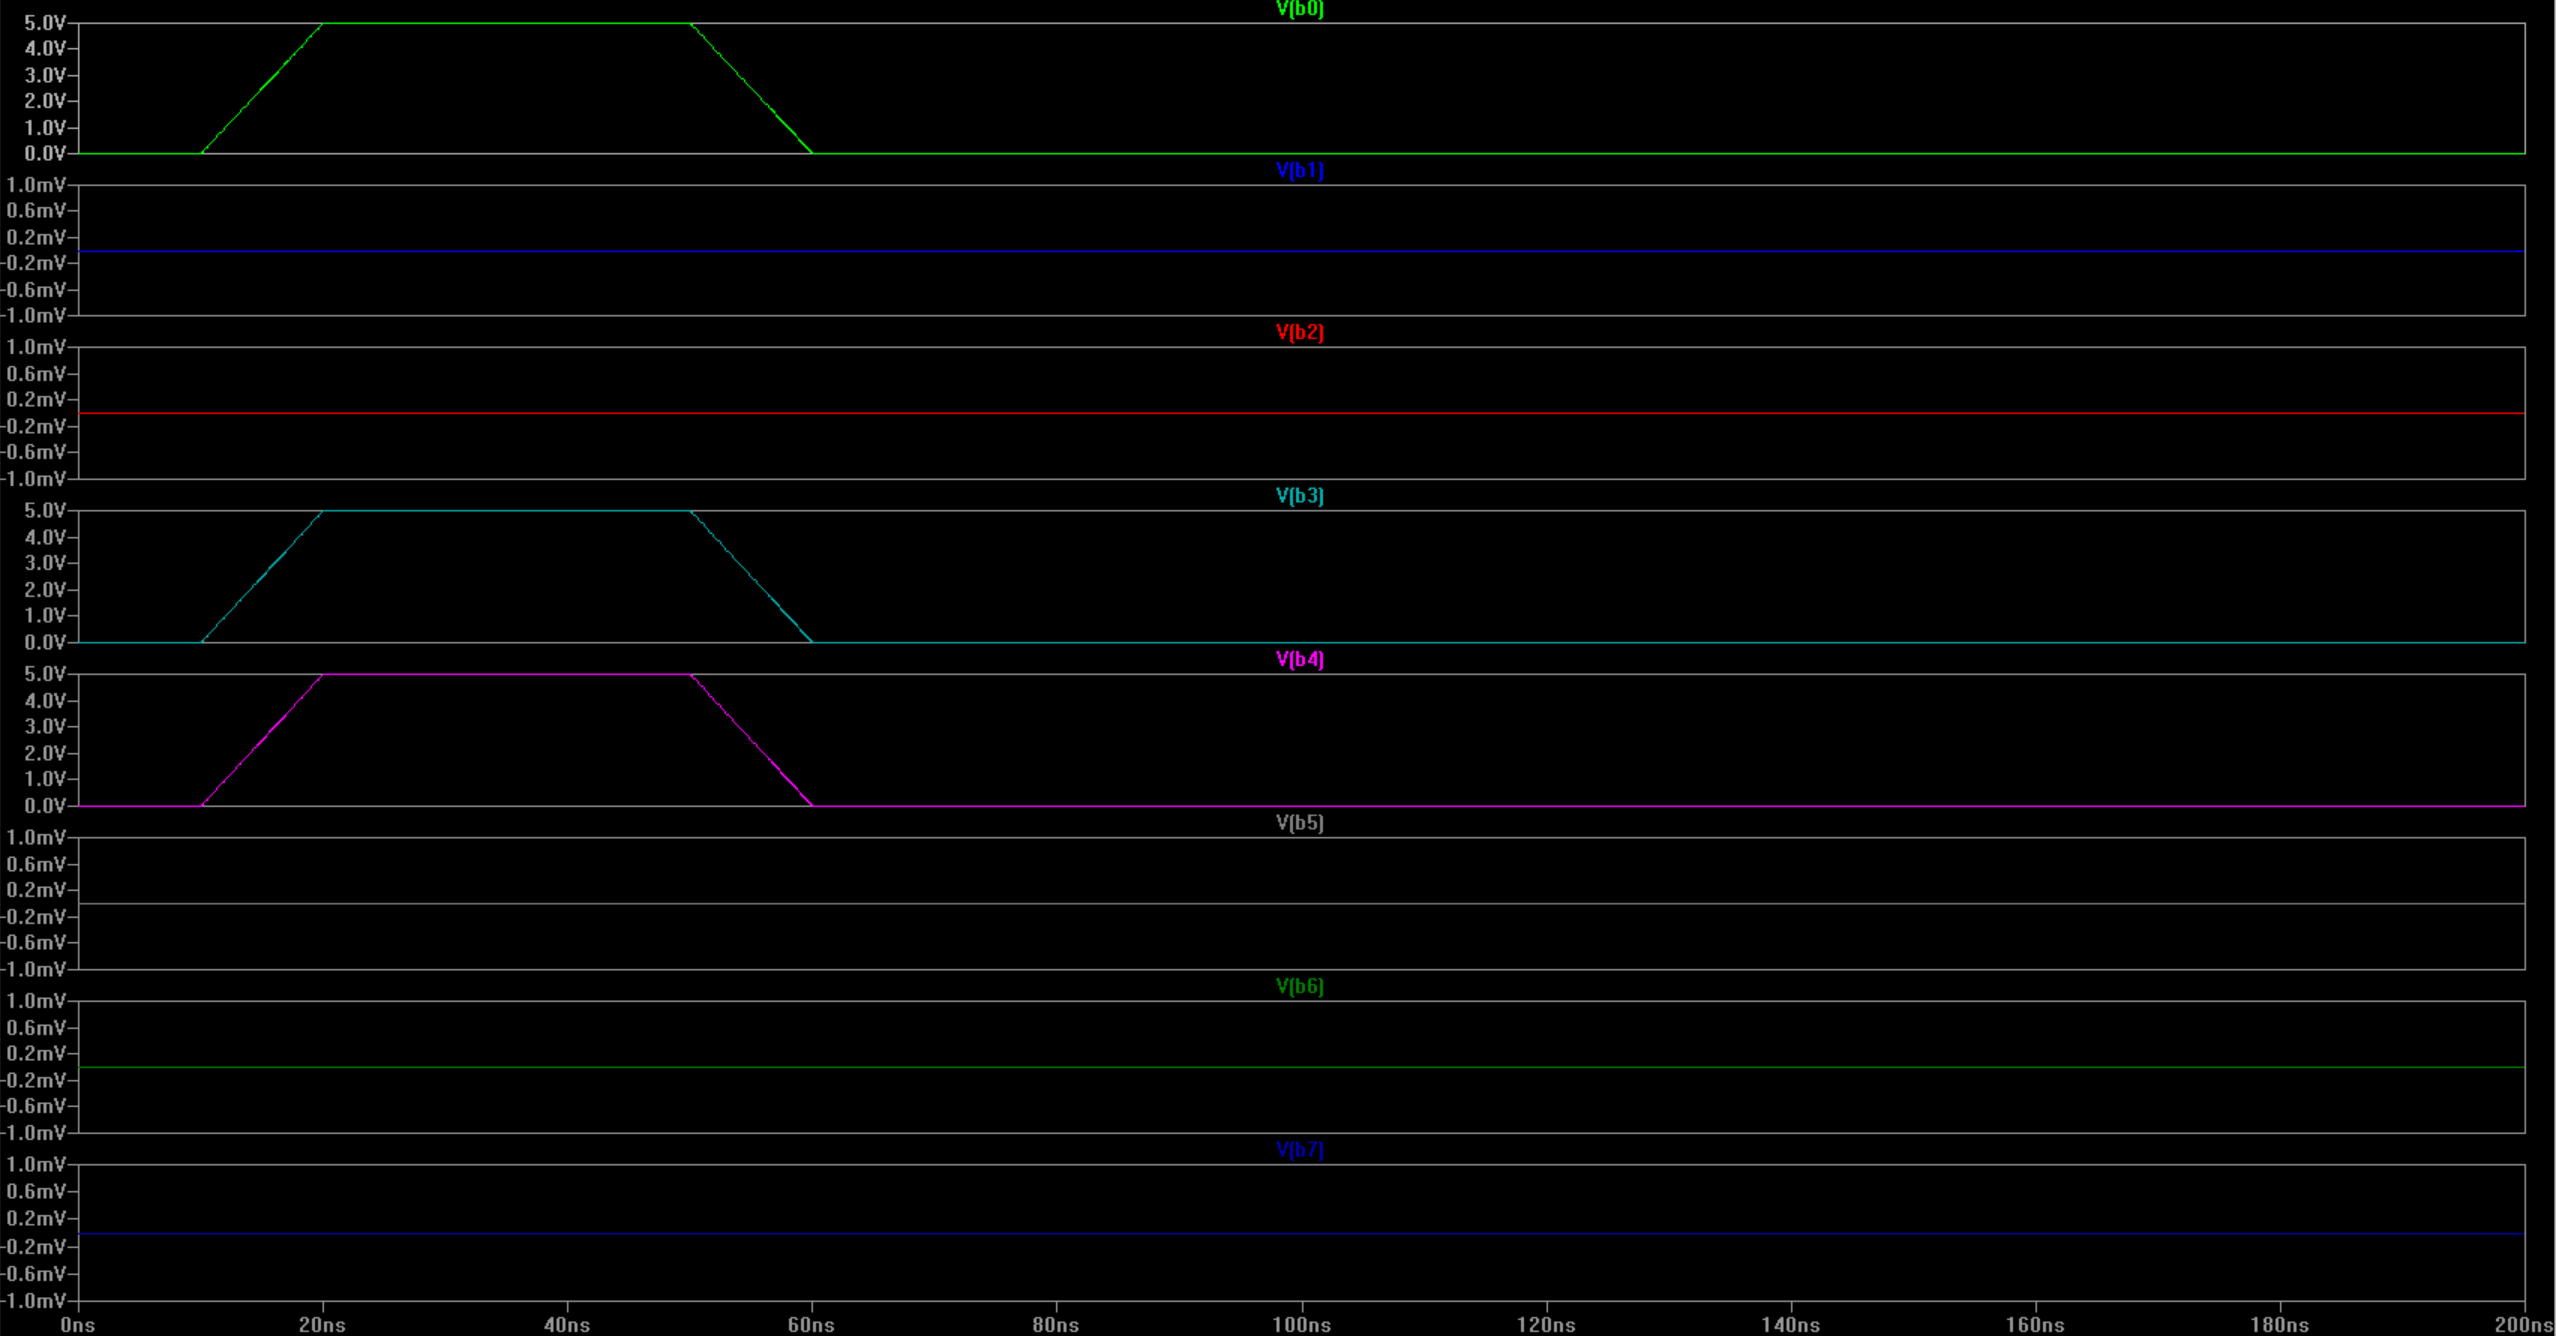 V(b0)
5.0V
4.0V
3.0V
2.0V
1.0V
0.0V
V(b1)
1.0mV
0.6mV
0.2mV
-0.2mV
-0.6mV
-1.0mV
V(b2)
1.0mV
0.6mV
0.2mV
-0.2mV
-0.6mV
-1.0mV
V(b3)
5.0V
4.0V
3.0V
2.0V
1.0V
0.0V
V(b4)
5.0V
4.0V
3.0V
2.0V
1.0V
0.0V
V(b5)
1.0mV
0.6mV
0.2mV
-0.2mV
-0.6mV
-1.0mV
V(b6)
1.0mV
0.6mV
0.2mV
-0.2mV
-0.6mV
-1.0mV
V(b7)
1.0mV
0.6mV
0.2mV
-0.2mV
-0.6mV
-1.0mV
0ns 20ns 40ns 60ns 80ns 100ns 120ns 140ns 160ns 180ns 200ns